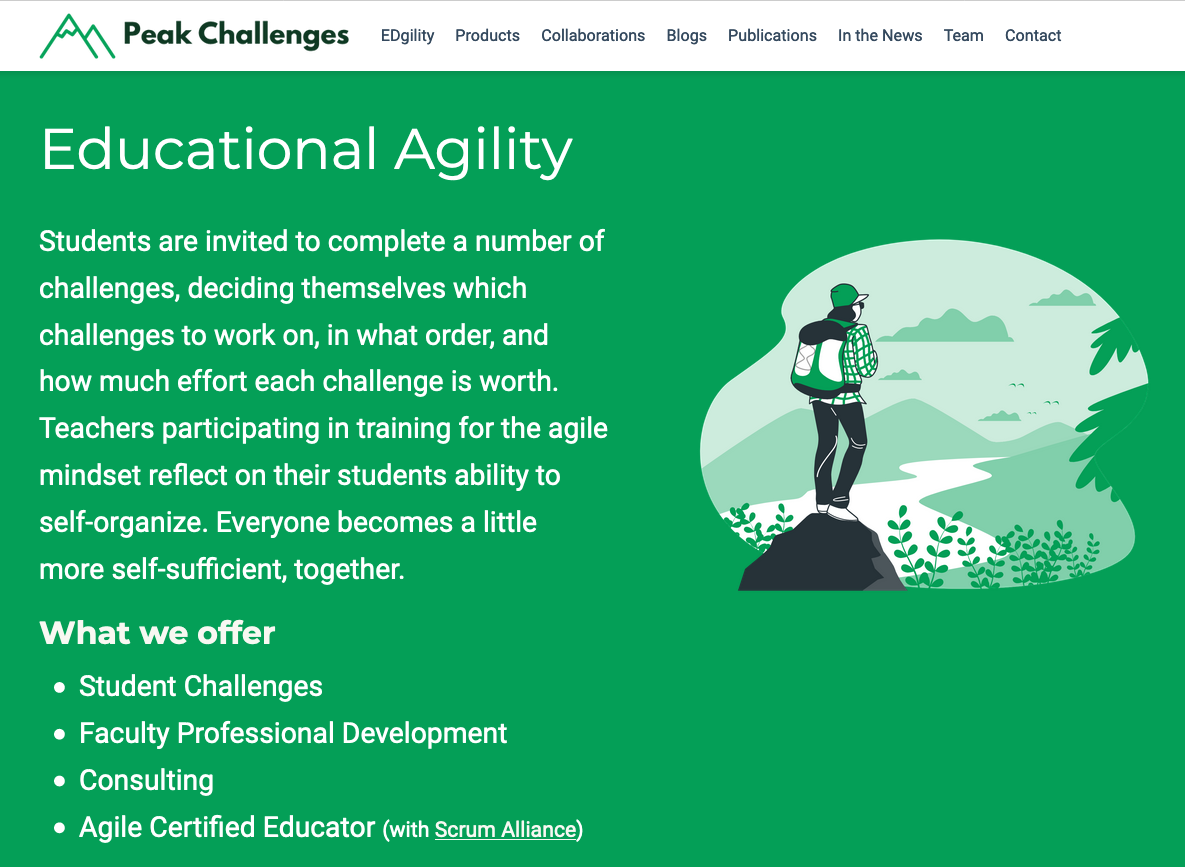 Peak Challenges
EDgility Products Collaborations Blogs Publications In the News Team Contact
Educational Agility
Students are invited to complete a number of
challenges, deciding themselves which
challenges to work on, in what order, and
how much effort each challenge is worth.
Teachers participating in training for the agile
mindset reflect on their students ability to
self-organize. Everyone becomes a little
more self-sufficient, together.
What we offer
• Student Challenges
• Faculty Professional Development
• Consulting
• Agile Certified Educator (with Scrum Alliance)